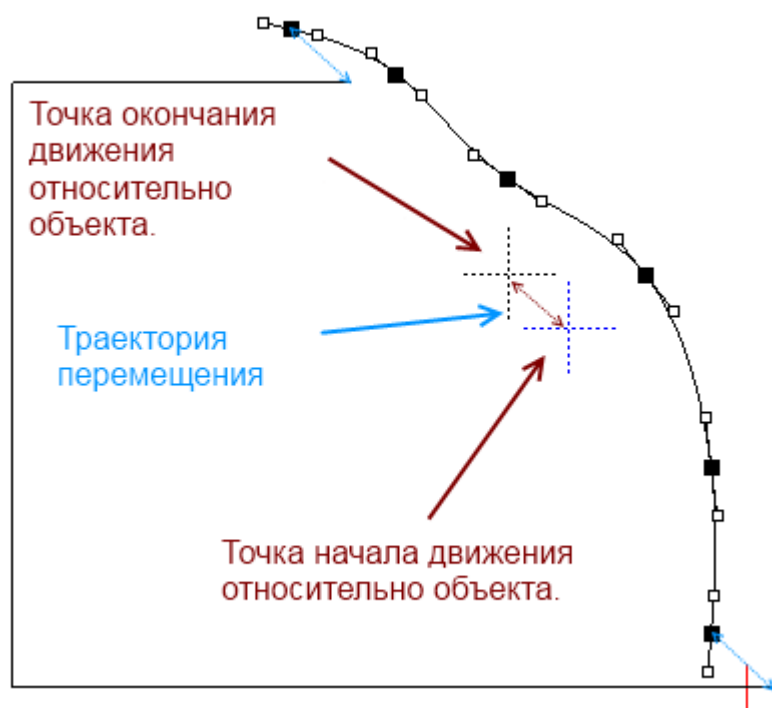 Точка окончания
движения
относительно
объекта.
Траектория
перемещения
Точка начала движения
относительно объекта.